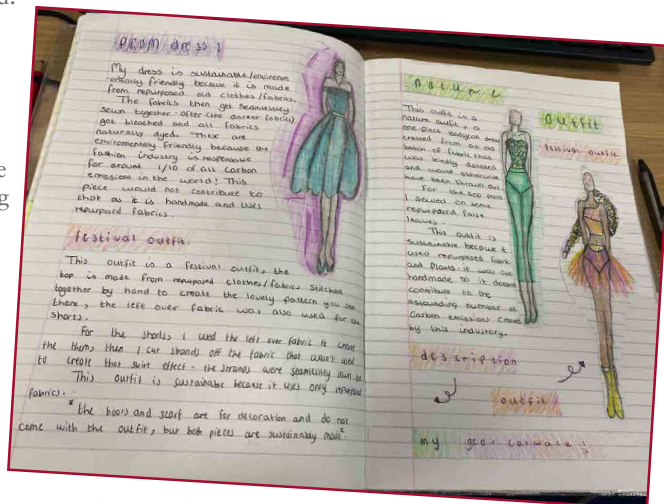 prom dress :
My dress is sustainable/environm
-entally friendly because it is made
from repurposed old clothes/fabrics.
The fabrics then get seamlessly
sewn together - after (the darker fabrics)
get bleached and all fabrics
naturally dyed. These are
environmentally friendly because the
fashion industry is responsible
for around 1/10 of all carbon
emissions in the world! This
piece would not contribute to
that as it is handmade and uses
repurposed fabrics.
festival outfit.
This outfit is a festival outfit, the
top is made from repurposed clothes/fabrics stitched
together by hand to create the lovely pattern you see
there, the left over fabric was also used for the
shorts.
For the shorts, I used the left over fabric to create
the them, then I cut strands off the fabric that wasn't used
to create that skirt effect - the strands were seamlessly sewn on
This outfit is sustainable because it uses only repurposed
fabrics.
*the boots and scarf are for decoration and do not
come with the outfit, but both pieces are sustainably made*
nature
This outfit is a
nature outfit, a
one-piece bodycon
created from an old
batch of fabric that
was kindly donated
and would otherwise
have been thrown out.
For the top part
I sewed on some
repurposed false
leaves.
This outfit is
sustainable because it
used repurposed fabric
and plants - it was all
handmade so it doesnt
contribute to the
astounding number of
carbon emissions created
by this industry.
outfit
festival outfit
description
outfit
my catwalk :